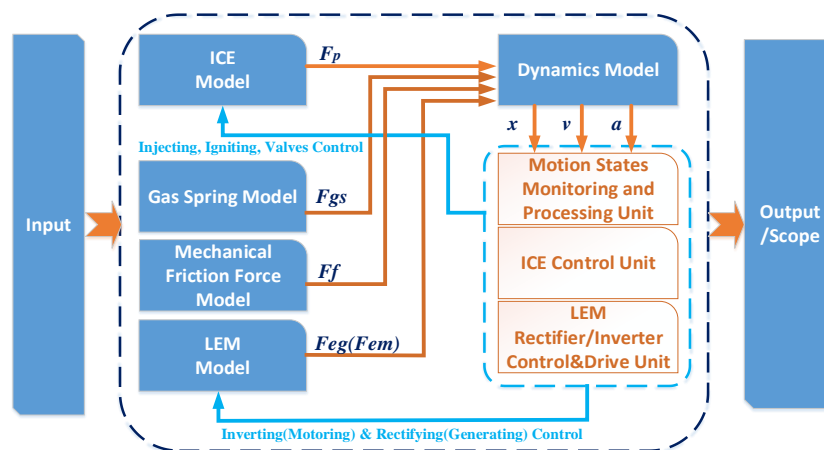 Input
ICE
Model
Fp
Dynamics Model
x v a
Injecting, Igniting, Valves Control
Gas Spring Model
Fgs
Mechanical
Friction Force
Model
Ff
LEM
Model
Feg(Fem)
Motion States
Monitoring and
Processing Unit
ICE Control Unit
LEM
Rectifier/Inverter
Control&Drive Unit
Inverting(Motoring) & Rectifying(Generating) Control
Output
/Scope